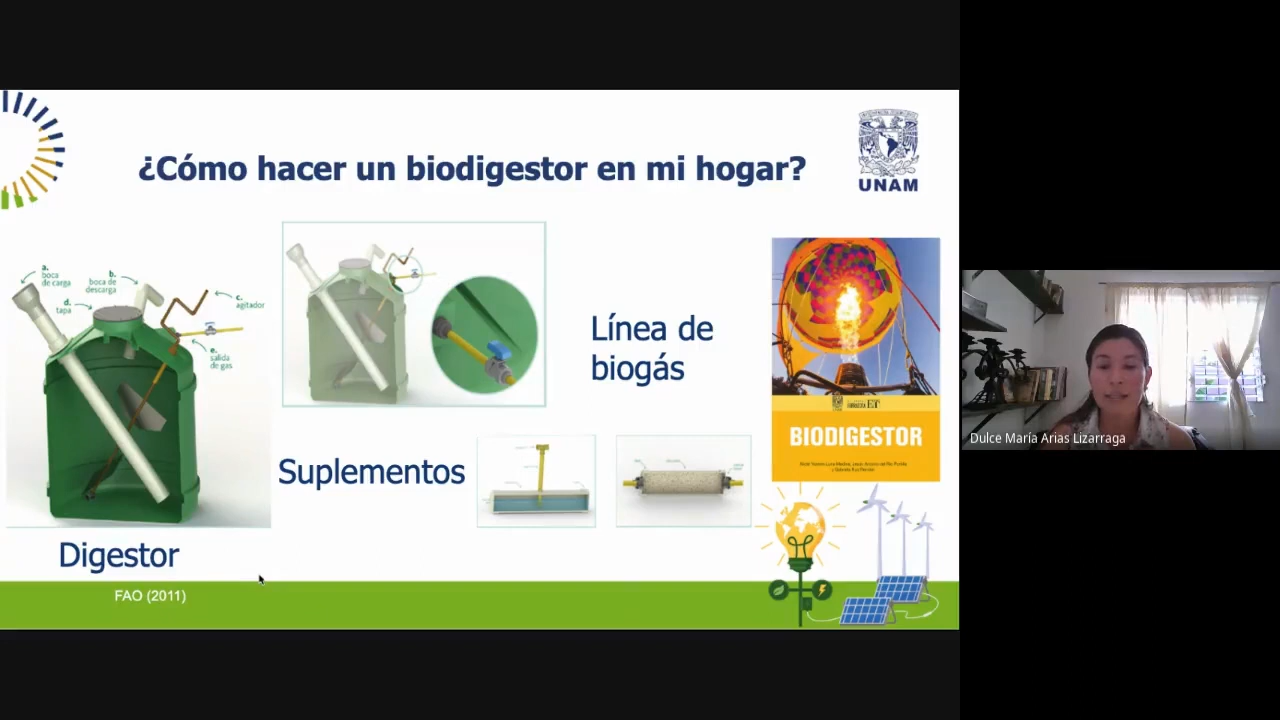 ¿Cómo hacer un biodigestor en mi hogar?
UNAM
a.
boca
de carga
b.
boca de
descarga
d.
tapa
c.
agitador
e.
salida
de gas
Línea de
biogás
Suplementos
Digestor
FAO (2011)
BIODIGESTOR
Dulce María Arias Lizarraga